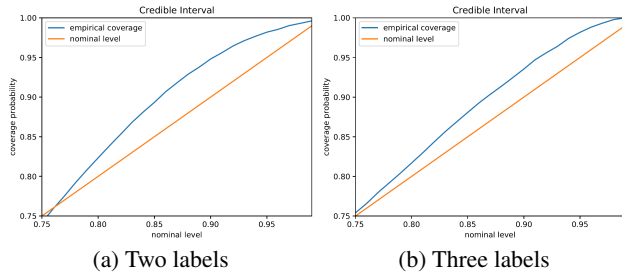 Credible Interval
empirical coverage
nominal level
coverage probability
1.00
0.95
0.90
0.85
0.80
0.75
0.75 0.80 0.85 0.90 0.95
nominal level
(a) Two labels
Credible Interval
empirical coverage
nominal level
coverage probability
1.00
0.95
0.90
0.85
0.80
0.75
0.75 0.80 0.85 0.90 0.95
nominal level
(b) Three labels